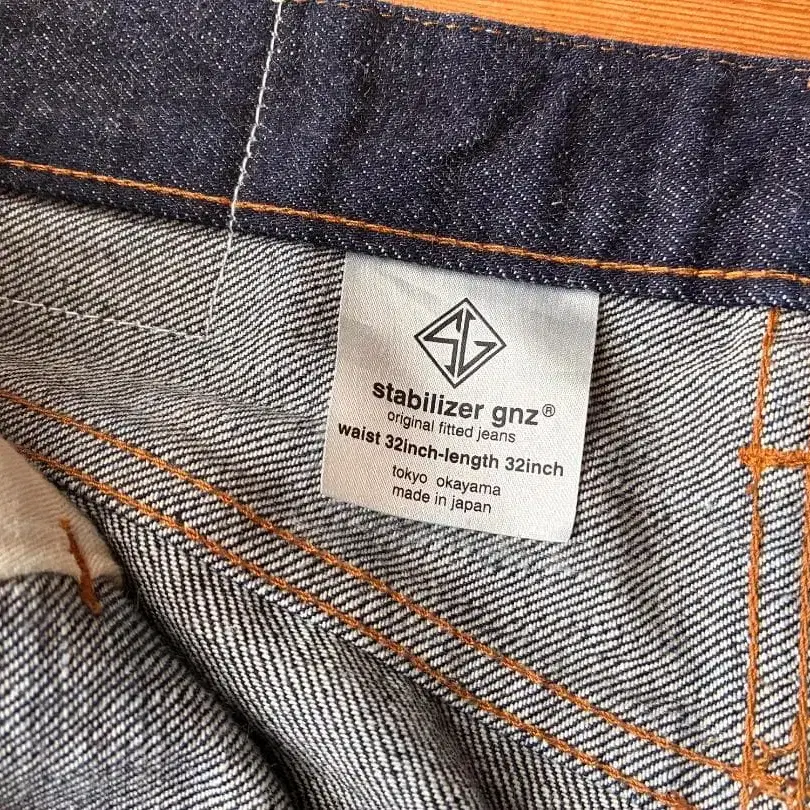 SG
stabilizer gnz®
original fitted jeans
waist 32inch-length 32inch
tokyo okayama
made in japan